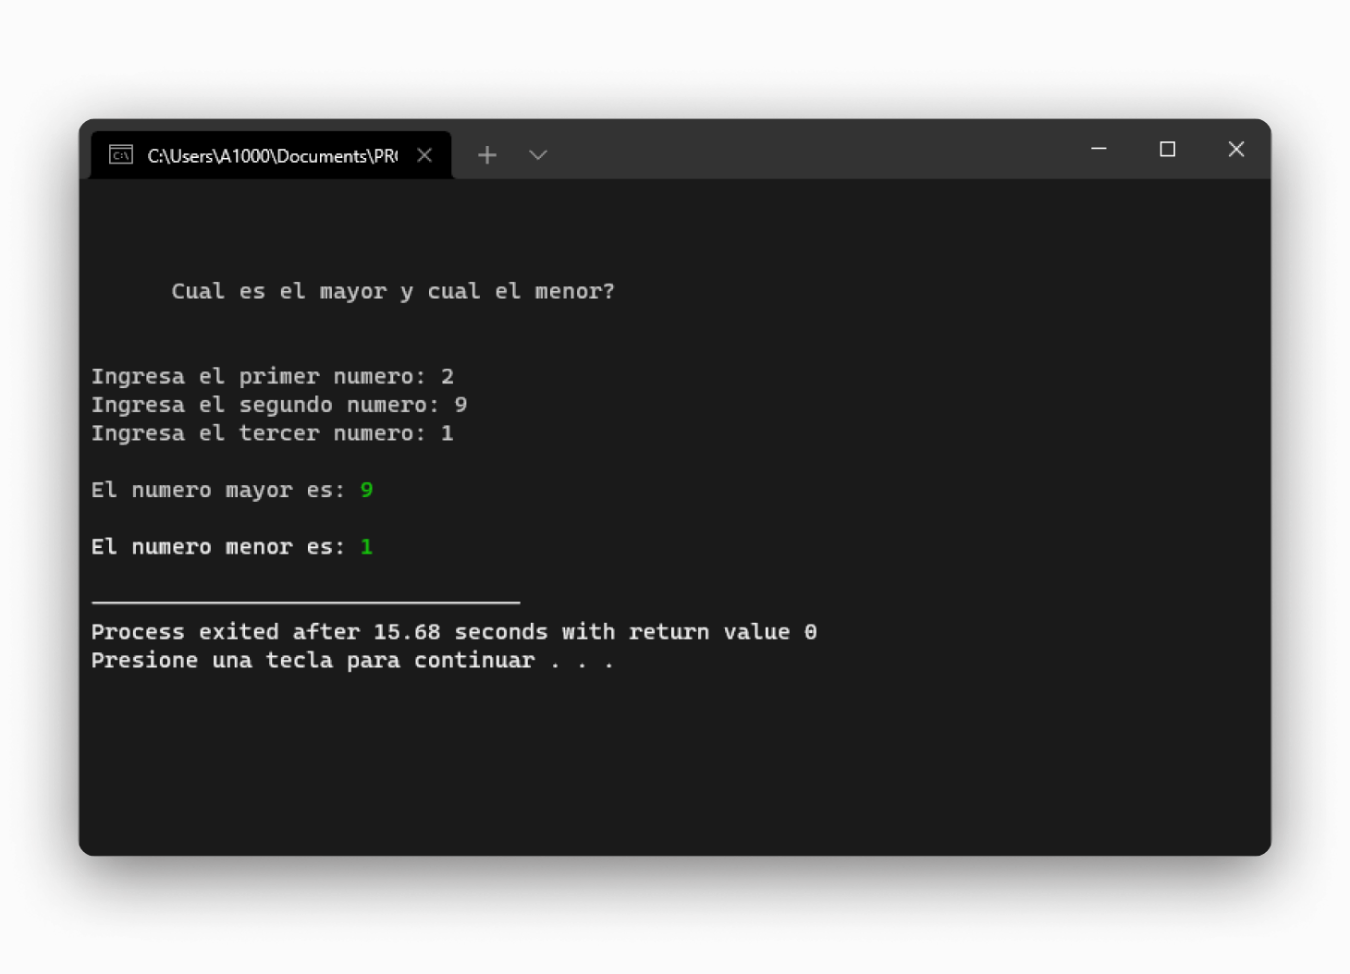 C:\Users\A1000\Documents\PR
Cual es el mayor y cual el menor?
Ingresa el primer numero: 2
Ingresa el segundo numero: 9
Ingresa el tercer numero: 1
El numero mayor es: 9
El numero menor es: 1
Process exited after 15.68 seconds with return value 0
Presione una tecla para continuar . . .